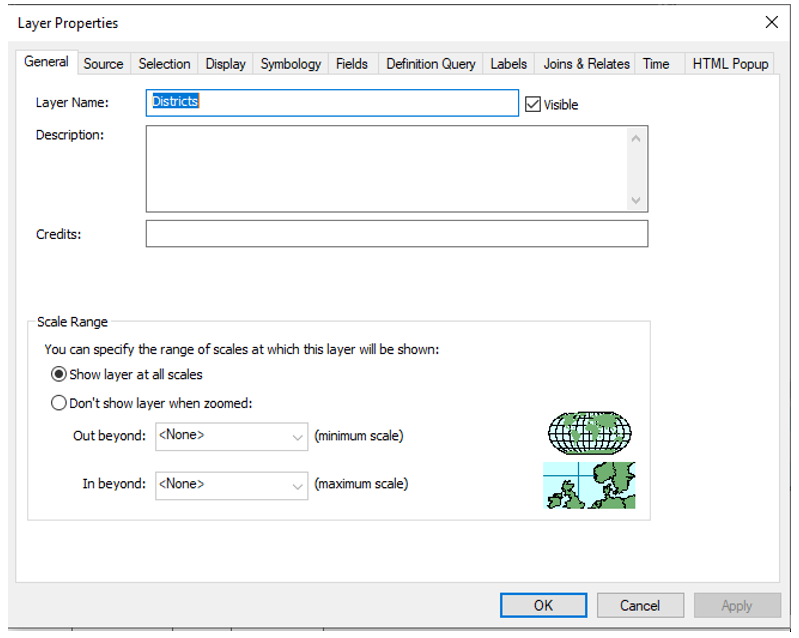 Layer Properties
General Source Selection Display Symbology Fields Definition Query Labels Joins & Relates Time HTML Popup
Layer Name: Districts Visible
Description:
Credits:
Scale Range
You can specify the range of scales at which this layer will be shown:
Show layer at all scales
Don't show layer when zoomed:
Out beyond: <None> (minimum scale)
In beyond: <None> (maximum scale)
OK Cancel Apply